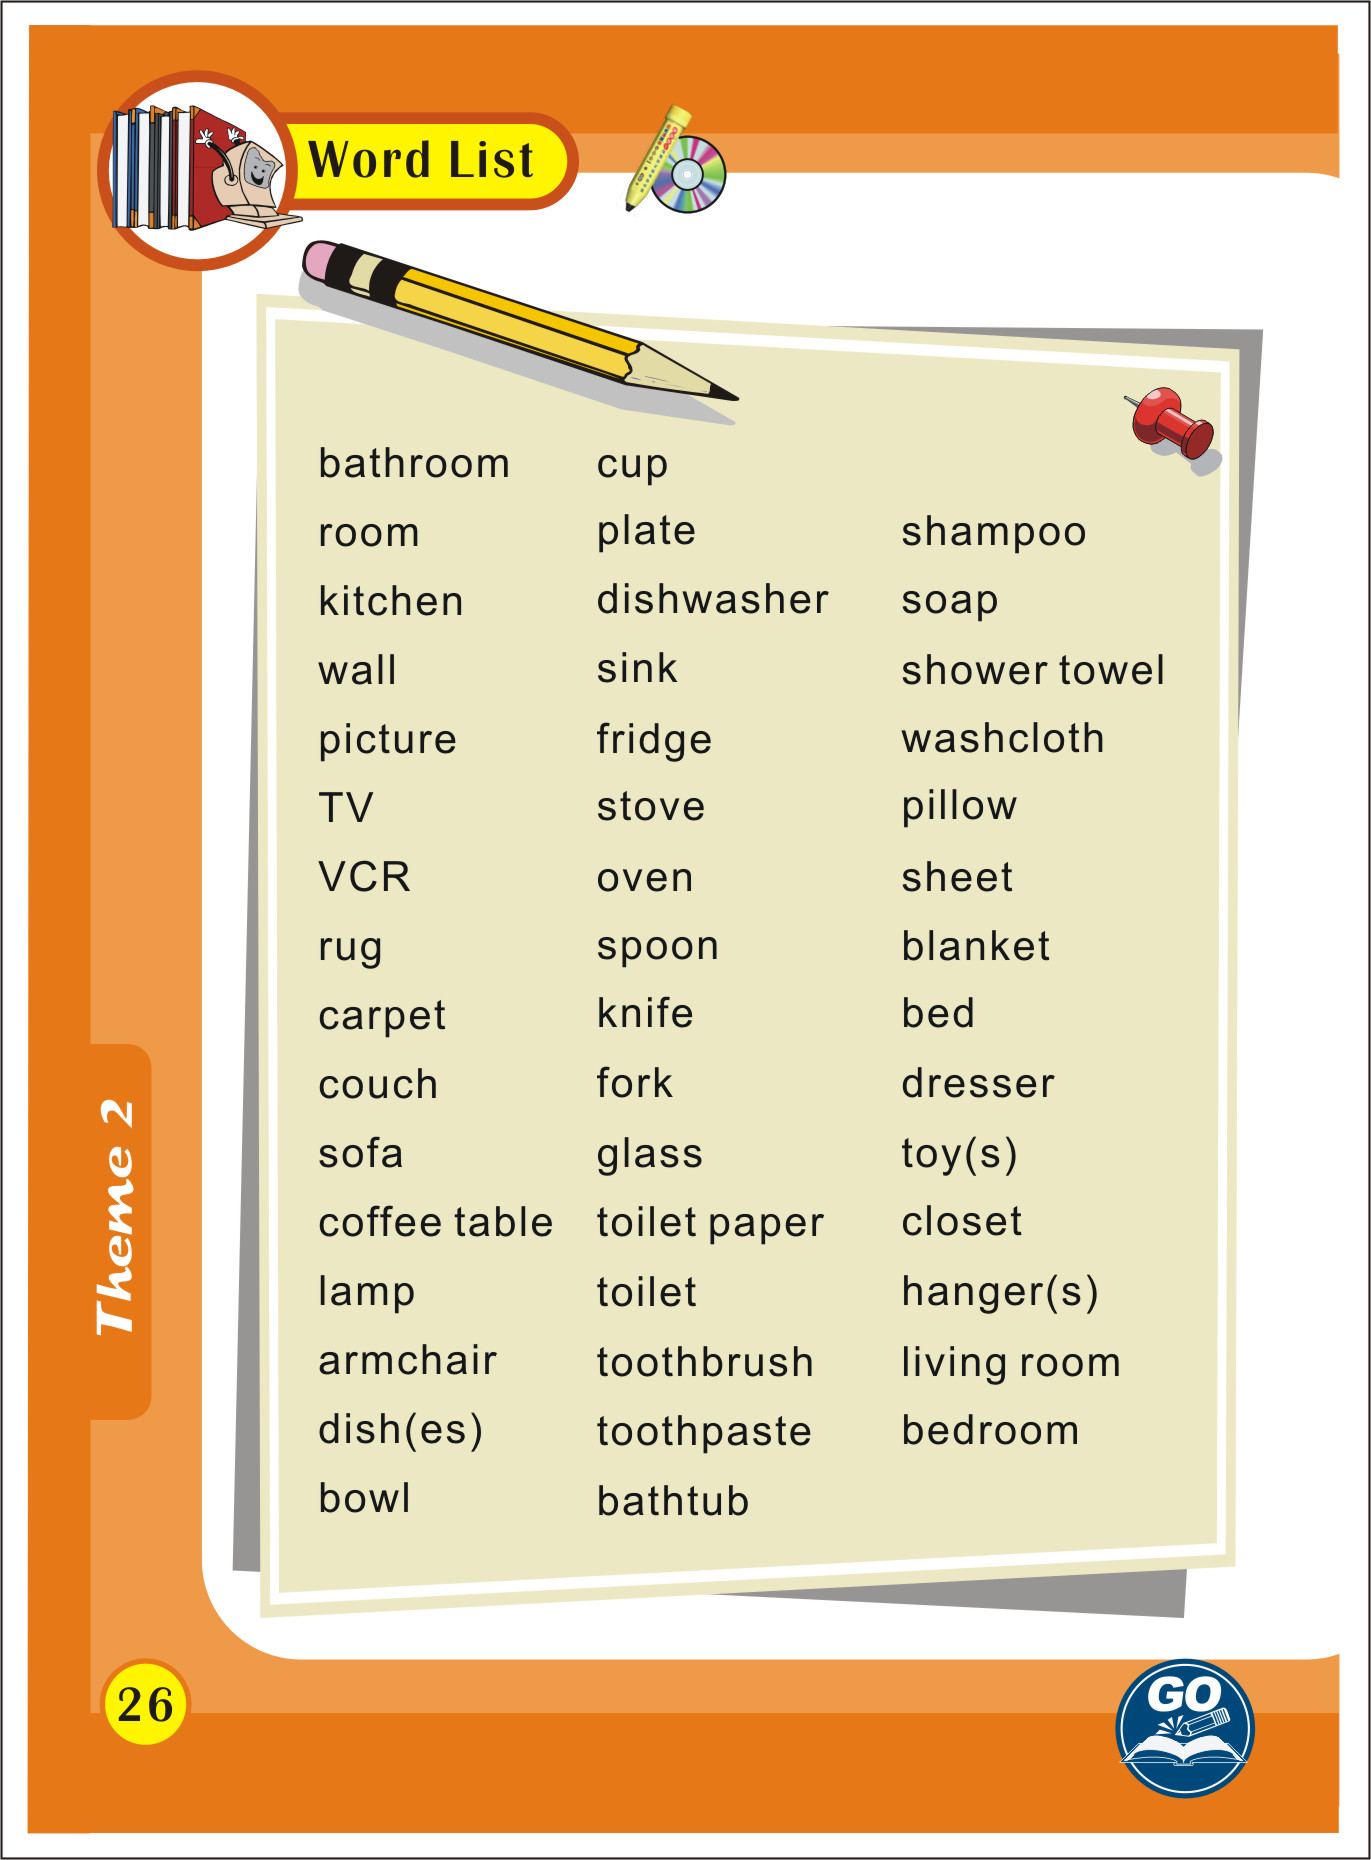 Word List
bathroom
room
kitchen
wall
picture
TV
VCR
rug
carpet
couch
sofa
coffee table
lamp
armchair
dish(es)
bowl
cup
plate
dishwasher
sink
fridge
stove
oven
spoon
knife
fork
glass
toilet paper
toilet
toothbrush
toothpaste
bathtub
shampoo
soap
shower towel
washcloth
pillow
sheet
blanket
bed
dresser
toy(s)
closet
hanger(s)
living room
bedroom
Theme 2
26
GO